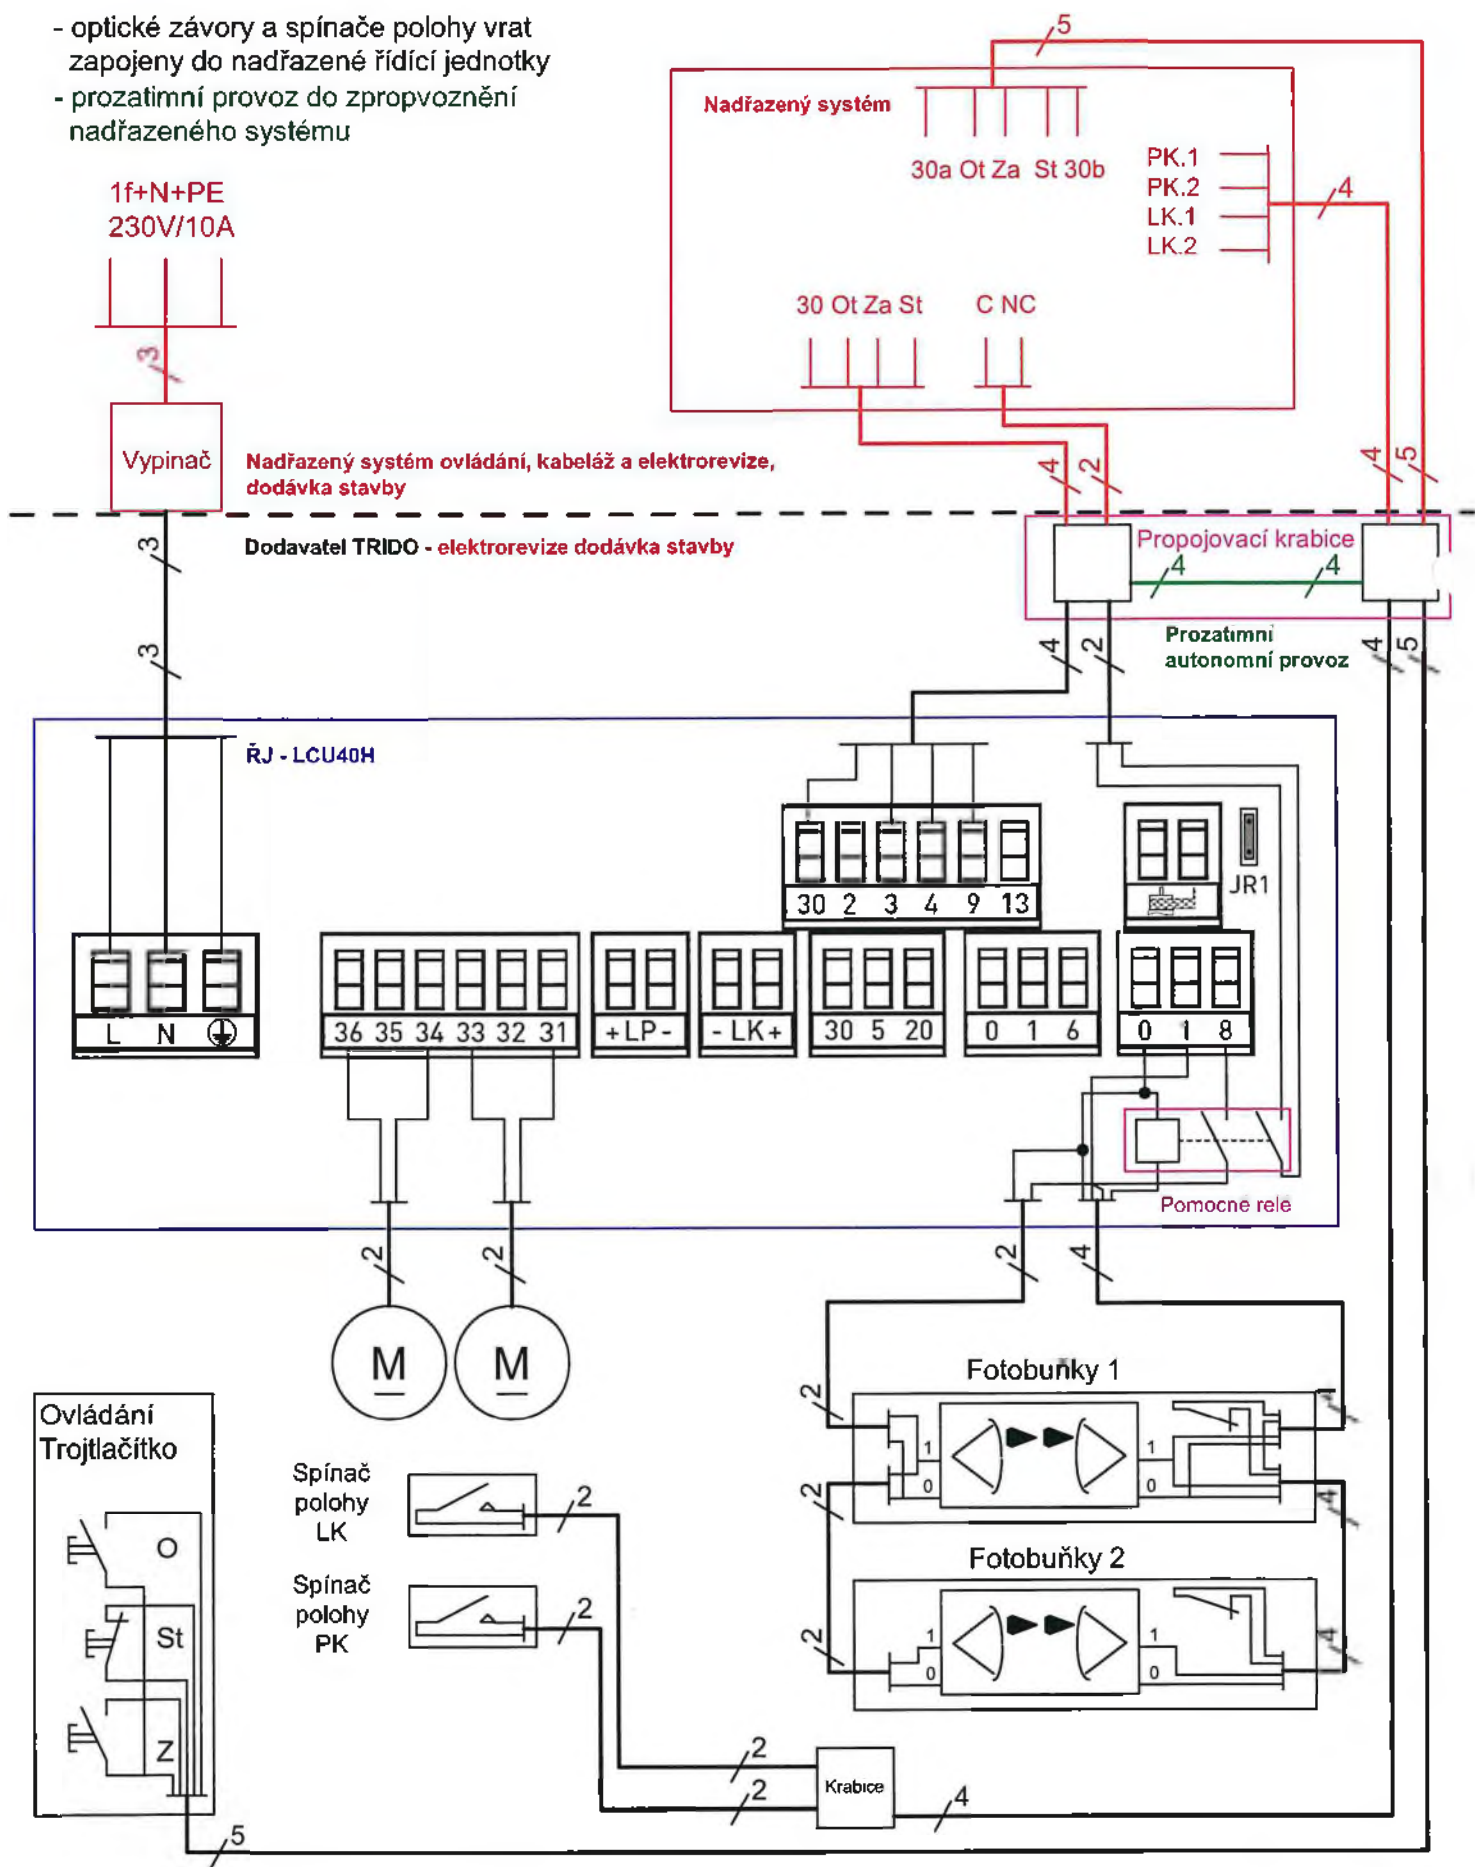 - optické závory a spínače polohy vrat
zapojeny do nadřazené řídící jednotky
- prozatimní provoz do zpropvoznění
nadřazeného systému
1f+N+PE
230V/10A
3
Vypinač
Nadřazený systém
5
30a Ot Za St 30b
PK.1
PK.2
LK.1
LK.2
4
30 Ot Za St
C NC
Nadřazený systém ovládání, kabeláž a elektrorevize,
dodávka stavby
4 2 4 5
Dodavatel TRIDO - elektrorevize dodávka stavby
3
3
Propojovací krabice
4 4
Prozatimní
autonomní provoz
4 2 4 5
ŘJ - LCU40H
30 2 3 4 9 13
JR1
L N
36 35 34 33 32 31
+LP-
- LK+
30 5 20
0 1 6
0 1 8
Pomocne rele
2 2 2 4
M M
Ovládání
Trojtlačítko
O
St
Z
5
Spínač
polohy
LK
2
Spínač
polohy
PK
2
Fotobuňky 1
2 4
1 0 1 0
2 4
Fotobuňky 2
2 4
1 0 1 0
2
2
Krabice
4